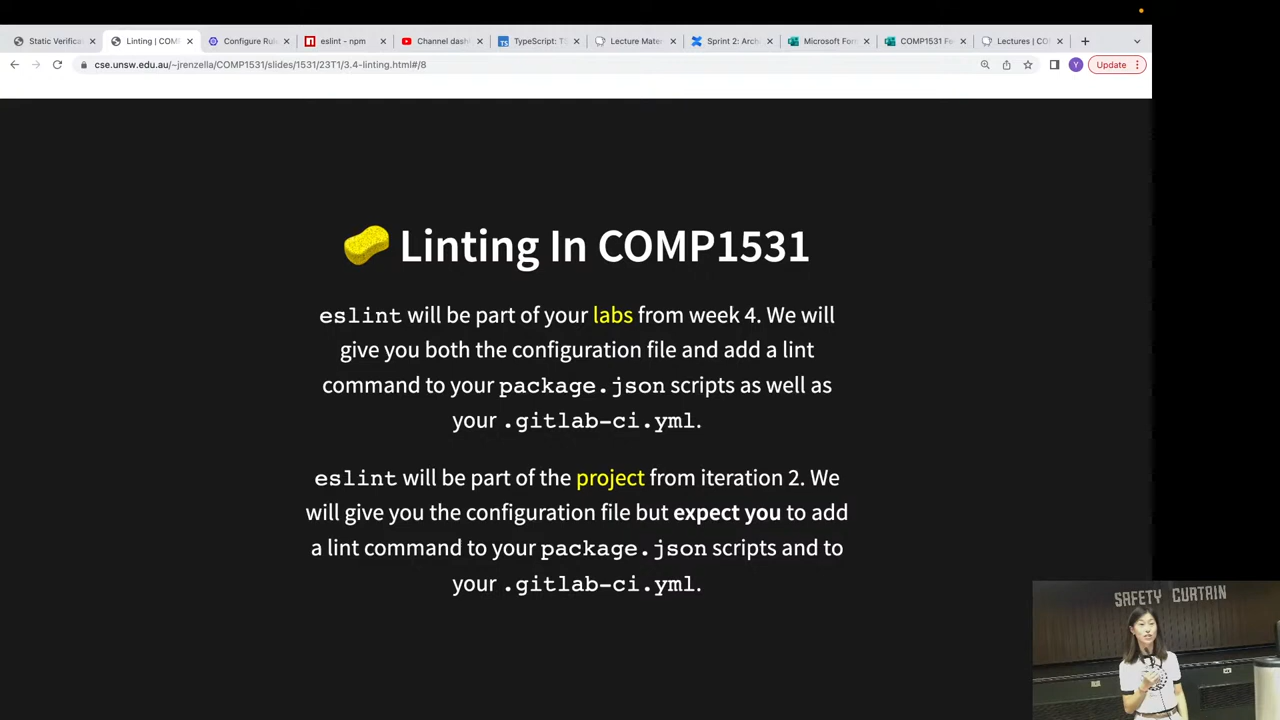 Static Verifica
Linting | COM
Configure Rul
eslint - npm
Channel dash
TypeScript: T
Lecture Mater
Sprint 2: Arch
Microsoft For
COMP1531 Fe
Lectures | CO
cse.unsw.edu.au/~jrenzella/COMP1531/slides/1531/23T1/3.4-linting.html#/8
Y
Update
Linting In COMP1531
eslint will be part of your labs from week 4. We will
give you both the configuration file and add a lint
command to your package.json scripts as well as
your .gitlab-ci.yml.
eslint will be part of the project from iteration 2. We
will give you the configuration file but expect you to add
a lint command to your package.json scripts and to
your .gitlab-ci.yml.
SAFETY CURTAIN